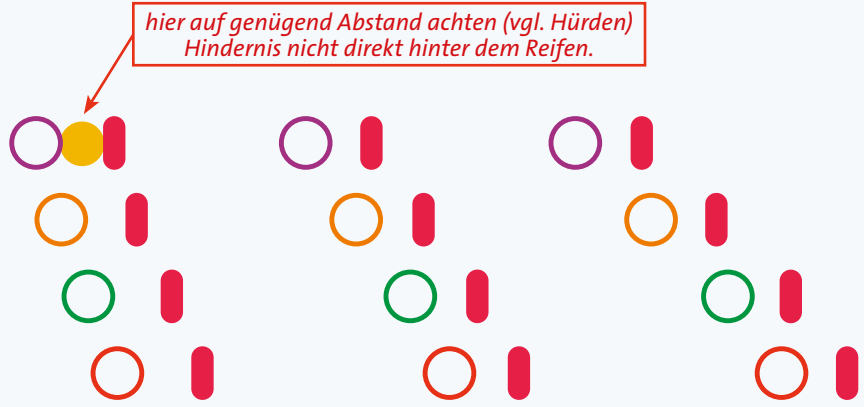 hier auf genügend Abstand achten (vgl. Hürden)
Hindernis nicht direkt hinter dem Reifen.